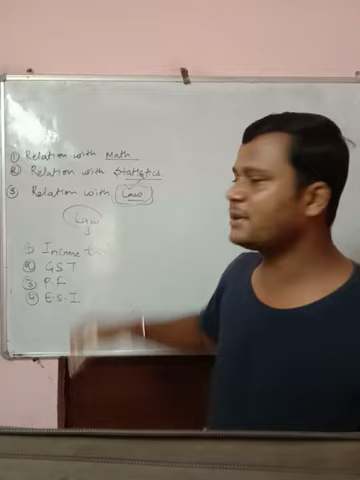 ① Relation with Math
② Relation with Statistics
③ Relation with Law
Law
① Income tax
② G.S.T
③ P.F
④ E.S.I